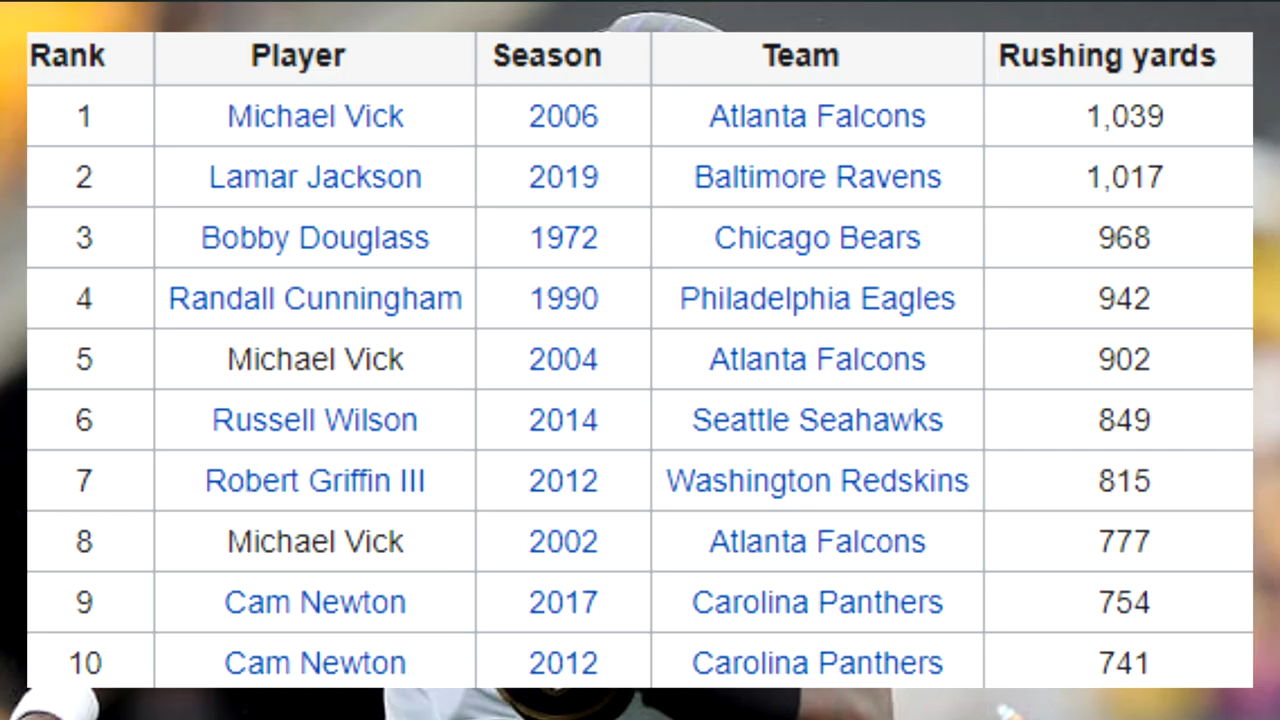 Rank Player Season Team Rushing yards
1 Michael Vick 2006 Atlanta Falcons 1,039
2 Lamar Jackson 2019 Baltimore Ravens 1,017
3 Bobby Douglass 1972 Chicago Bears 968
4 Randall Cunningham 1990 Philadelphia Eagles 942
5 Michael Vick 2004 Atlanta Falcons 902
6 Russell Wilson 2014 Seattle Seahawks 849
7 Robert Griffin III 2012 Washington Redskins 815
8 Michael Vick 2002 Atlanta Falcons 777
9 Cam Newton 2017 Carolina Panthers 754
10 Cam Newton 2012 Carolina Panthers 741